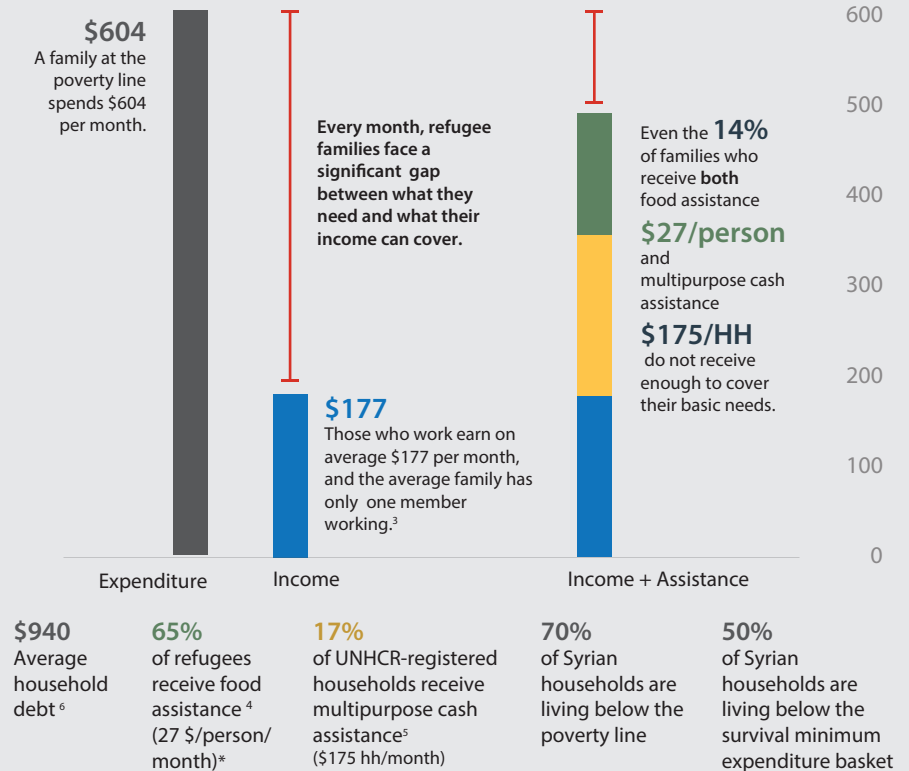 $604
A family at the
poverty line
spends $604
per month.
Every month, refugee
families face a
significant gap
between what they
need and what their
income can cover.
$177
Those who work earn on
average $177 per month,
and the average family has
only one member
working.³
Even the 14%
of families who
receive both
food assistance
$27/person
and
multipurpose cash
assistance
$175/HH
do not receive
enough to cover
their basic needs.
600
500
400
300
200
100
0
Expenditure
Income
Income + Assistance
$940
Average
household
debt ⁶
65%
of refugees
receive food
assistance ⁴
(27 $/person/
month)*
17%
of UNHCR-registered
households receive
multipurpose cash
assistance⁵
($175 hh/month)
70%
of Syrian
households are
living below the
poverty line
50%
of Syrian
households are
living below the
survival minimum
expenditure basket